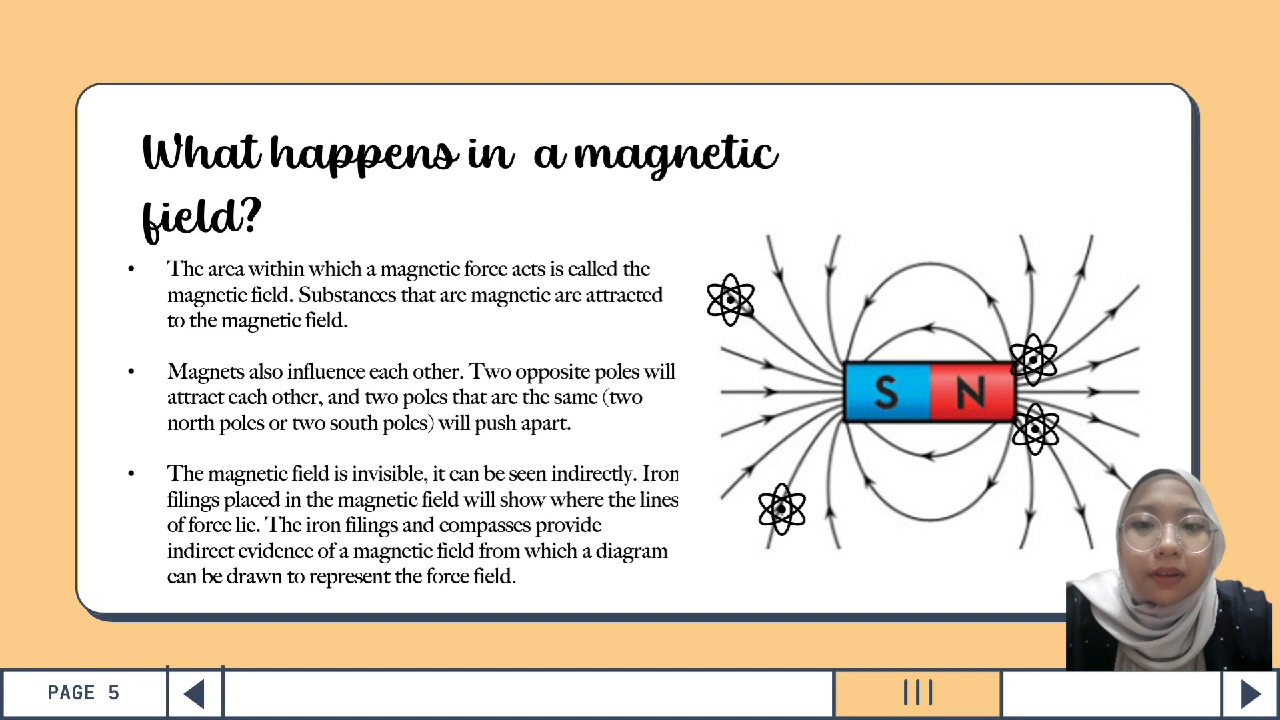 What happens in a magnetic
field?
• The area within which a magnetic force acts is called the
magnetic field. Substances that are magnetic are attracted
to the magnetic field.
• Magnets also influence each other. Two opposite poles will
attract each other, and two poles that are the same (two
north poles or two south poles) will push apart.
• The magnetic field is invisible, it can be seen indirectly. Iron
filings placed in the magnetic field will show where the lines
of force lie. The iron filings and compasses provide
indirect evidence of a magnetic field from which a diagram
can be drawn to represent the force field.
S N
PAGE 5